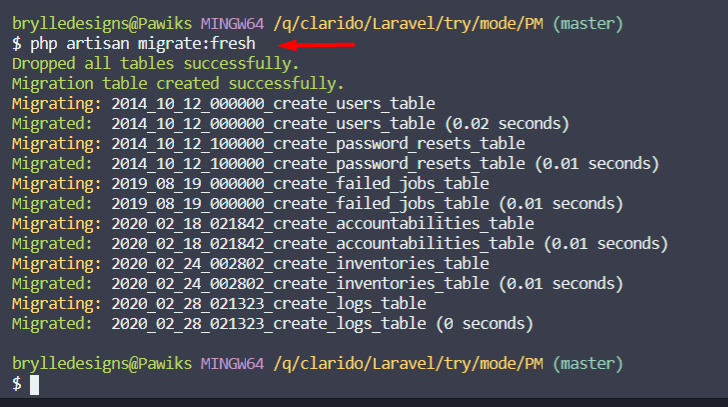 brylledesigns@Pawiks MINGW64 /q/clarido/Laravel/try/mode/PM (master)
$ php artisan migrate:fresh
Dropped all tables successfully.
Migration table created successfully.
Migrating: 2014_10_12_000000_create_users_table
Migrated:  2014_10_12_000000_create_users_table (0.02 seconds)
Migrating: 2014_10_12_100000_create_password_resets_table
Migrated:  2014_10_12_100000_create_password_resets_table (0.01 seconds)
Migrating: 2019_08_19_000000_create_failed_jobs_table
Migrated:  2019_08_19_000000_create_failed_jobs_table (0.01 seconds)
Migrating: 2020_02_18_021842_create_accountabilities_table
Migrated:  2020_02_18_021842_create_accountabilities_table (0.01 seconds)
Migrating: 2020_02_24_002802_create_inventories_table
Migrated:  2020_02_24_002802_create_inventories_table (0.01 seconds)
Migrating: 2020_02_28_021323_create_logs_table
Migrated:  2020_02_28_021323_create_logs_table (0 seconds)
brylledesigns@Pawiks MINGW64 /q/clarido/Laravel/try/mode/PM (master)
$